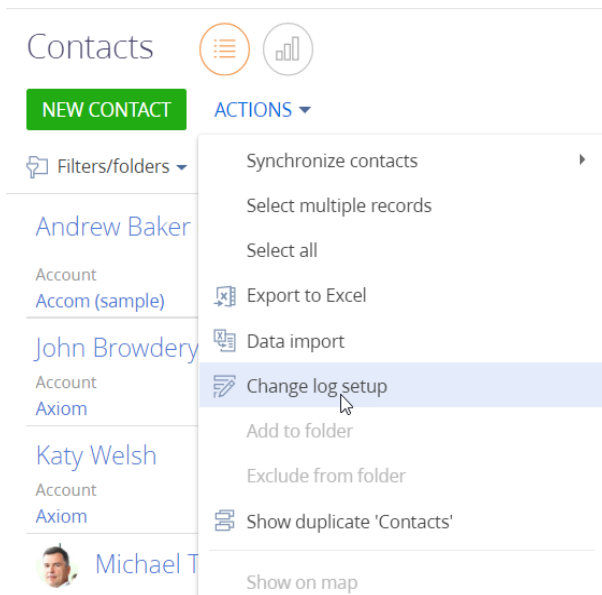 Contacts
NEW CONTACT
ACTIONS
Filters/folders
Synchronize contacts
Select multiple records
Select all
Export to Excel
Data import
Change log setup
Add to folder
Exclude from folder
Show duplicate 'Contacts'
Show on map
Andrew Baker
Account
Accom (sample)
John Browdery
Account
Axiom
Katy Welsh
Account
Axiom
Michael T